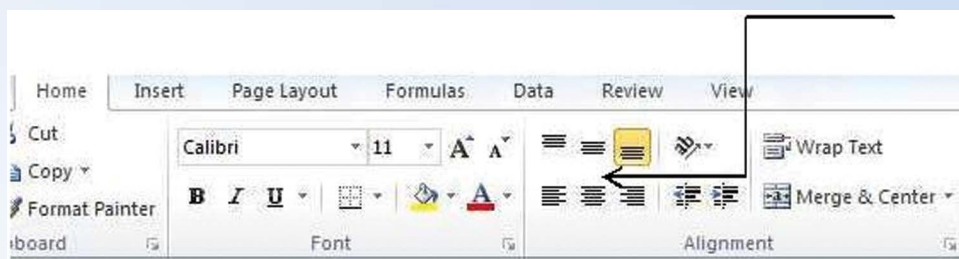 Home Insert Page Layout Formulas Data Review View
Cut
Calibri 11 A A Wrap Text
Copy
Format Painter B I U A Merge & Center
board Font Alignment